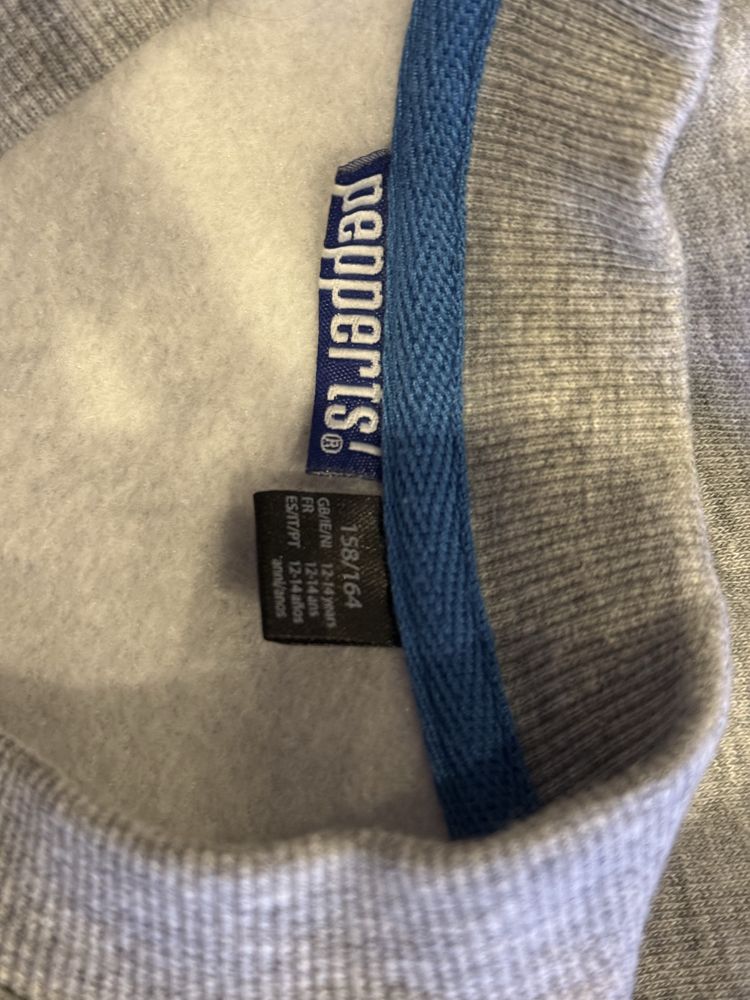 pepperts!®
158/164
GB/IE/NI 12-14 years
FR 12-14 ans
ES/IT/PT 12-14 años
anni/anos